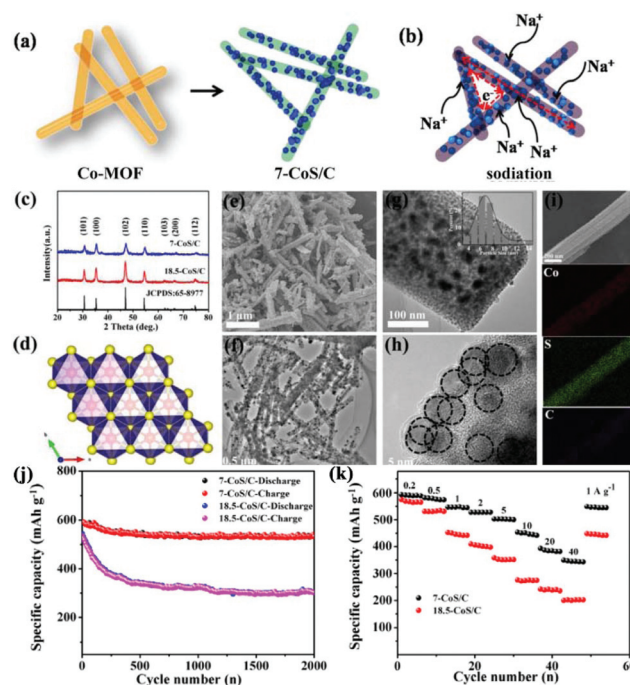 (a)
(b)
Na⁺
Na⁺
Na⁺
e⁻
Na⁺
Na⁺
Na⁺
Co-MOF
7-CoS/C
sodiation
(c)
(101)
(100)
(102)
(110)
(103)
(200)
(112)
7-CoS/C
18.5-CoS/C
JCPDS:65-8977
Intensity(a.u.)
20 30 40 50 60 70 80
2 Theta (deg.)
(d)
(e)
1 μm
(f)
0.5 μm
(g)
100 nm
(h)
5 nm
(i)
Co
S
C
(j)
7-CoS/C-Discharge
7-CoS/C-Charge
18.5-CoS/C-Discharge
18.5-CoS/C-Charge
Specific capacity (mAh g⁻¹)
800
600
400
200
0 500 1000 1500 2000
Cycle number (n)
(k)
0.2 0.5 1 2 5 10 20 40 1 A g⁻¹
7-CoS/C
18.5-CoS/C
Specific capacity (mAh g⁻¹)
600
500
400
300
200
100
0 20 40 60
Cycle number (n)